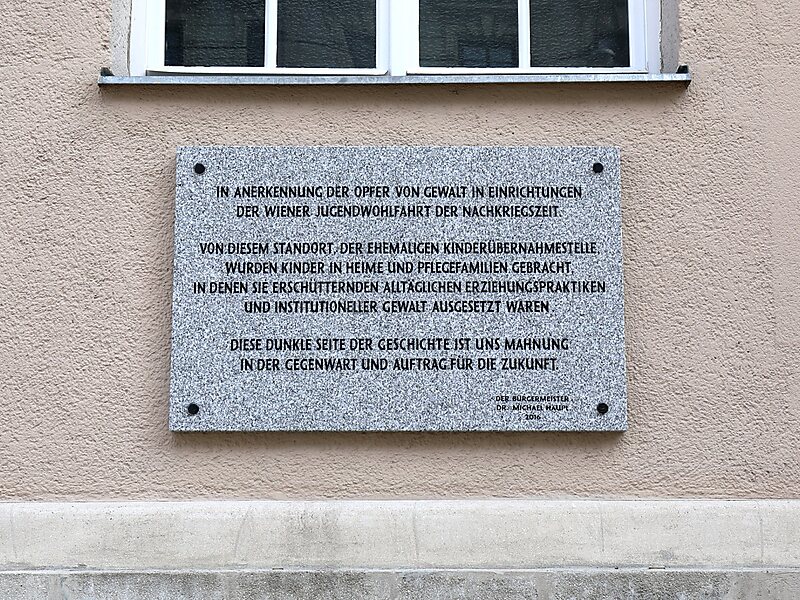 IN ANERKENNUNG DER OPFER VON GEWALT IN EINRICHTUNGEN
DER WIENER JUGENDWOHLFAHRT DER NACHKRIEGSZEIT.
VON DIESEM STANDORT, DER EHEMALIGEN KINDERÜBERNAHMESTELLE,
WURDEN KINDER IN HEIME UND PFLEGEFAMILIEN GEBRACHT,
IN DENEN SIE ERSCHÜTTERNDEN ALLTÄGLICHEN ERZIEHUNGSPRAKTIKEN
UND INSTITUTIONELLER GEWALT AUSGESETZT WAREN.
DIESE DUNKLE SEITE DER GESCHICHTE IST UNS MAHNUNG
IN DER GEGENWART UND AUFTRAG FÜR DIE ZUKUNFT.
DER BÜRGERMEISTER
DR. MICHAEL HÄUPL
2016